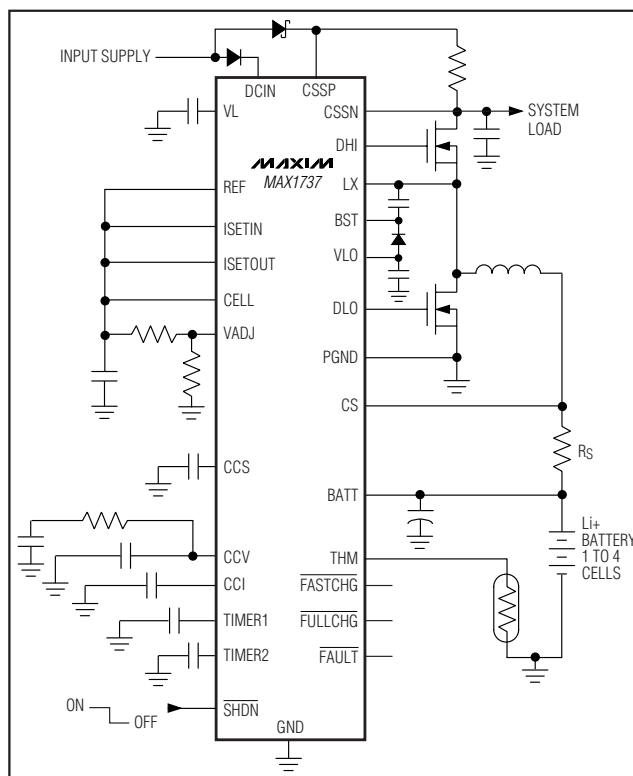 INPUT SUPPLY
DCIN
CSSP
VL
CSSN
SYSTEM
LOAD
DHI
MAXIM
MAX1737
REF
LX
BST
ISETIN
VLO
ISETOUT
CELL
DLO
VADJ
PGND
CS
RS
CCS
BATT
Li+
BATTERY
1 TO 4
CELLS
CCV
THM
CCI
FASTCHG
TIMER1
FULLCHG
TIMER2
FAULT
ON
OFF
SHDN
GND